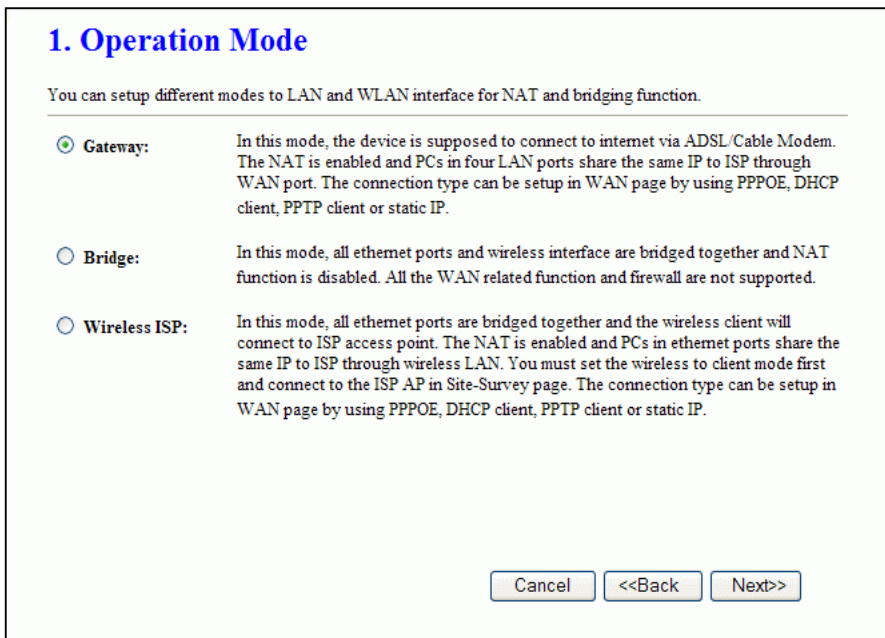 1. Operation Mode
You can setup different modes to LAN and WLAN interface for NAT and bridging function.
Gateway:
In this mode, the device is supposed to connect to internet via ADSL/Cable Modem.
The NAT is enabled and PCs in four LAN ports share the same IP to ISP through
WAN port. The connection type can be setup in WAN page by using PPPOE, DHCP
client, PPTP client or static IP.
Bridge:
In this mode, all ethernet ports and wireless interface are bridged together and NAT
function is disabled. All the WAN related function and firewall are not supported.
Wireless ISP:
In this mode, all ethernet ports are bridged together and the wireless client will
connect to ISP access point. The NAT is enabled and PCs in ethernet ports share the
same IP to ISP through wireless LAN. You must set the wireless to client mode first
and connect to the ISP AP in Site-Survey page. The connection type can be setup in
WAN page by using PPPOE, DHCP client, PPTP client or static IP.
Cancel <<Back Next>>